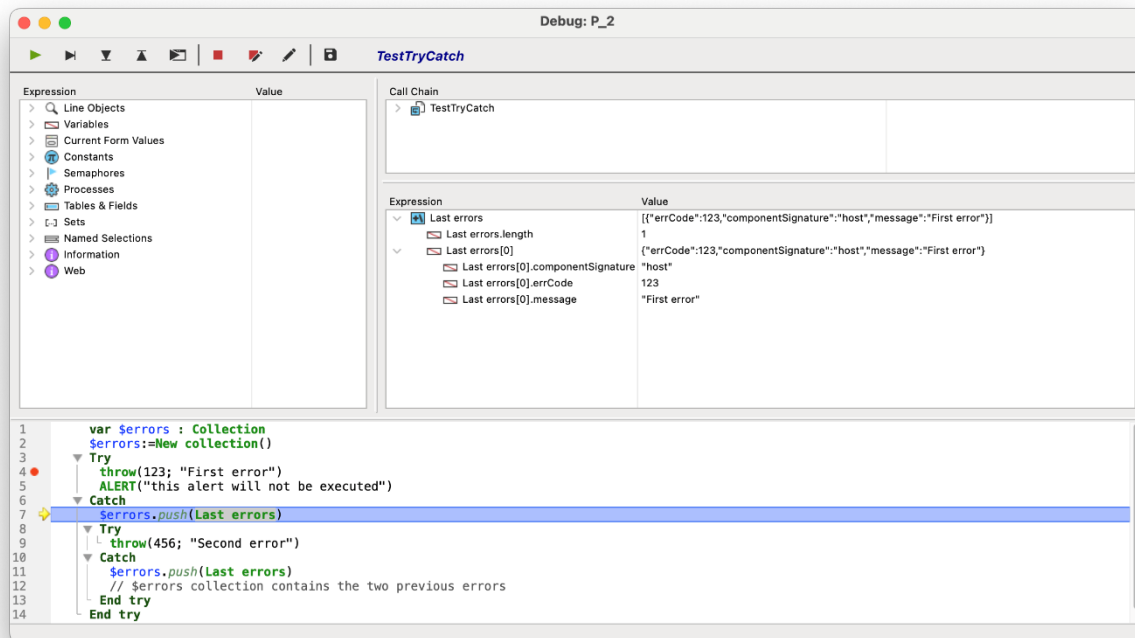 Debug: P_2
TestTryCatch
Expression Value
Line Objects
Variables
Current Form Values
Constants
Semaphores
Processes
Tables & Fields
Sets
Named Selections
Information
Web
Call Chain
TestTryCatch
Expression Value
Last errors [{"errCode":123,"componentSignature":"host","message":"First error"}]
Last errors.length 1
Last errors[0] {"errCode":123,"componentSignature":"host","message":"First error"}
Last errors[0].componentSignature "host"
Last errors[0].errCode 123
Last errors[0].message "First error"
1 var $errors : Collection
2 $errors:=New collection()
3 Try
4 throw(123; "First error")
5 ALERT("this alert will not be executed")
6 Catch
7 $errors.push(Last errors)
8 Try
9 throw(456; "Second error")
10 Catch
11 $errors.push(Last errors)
12 // $errors collection contains the two previous errors
13 End try
14 End try